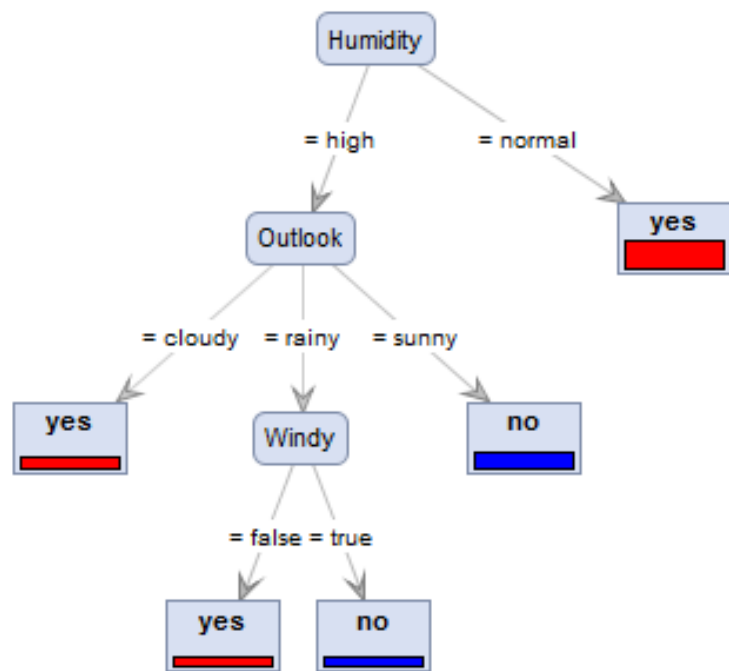 Humidity
= high
= normal
yes
Outlook
= cloudy
= rainy
= sunny
yes
Windy
no
= false
= true
yes
no